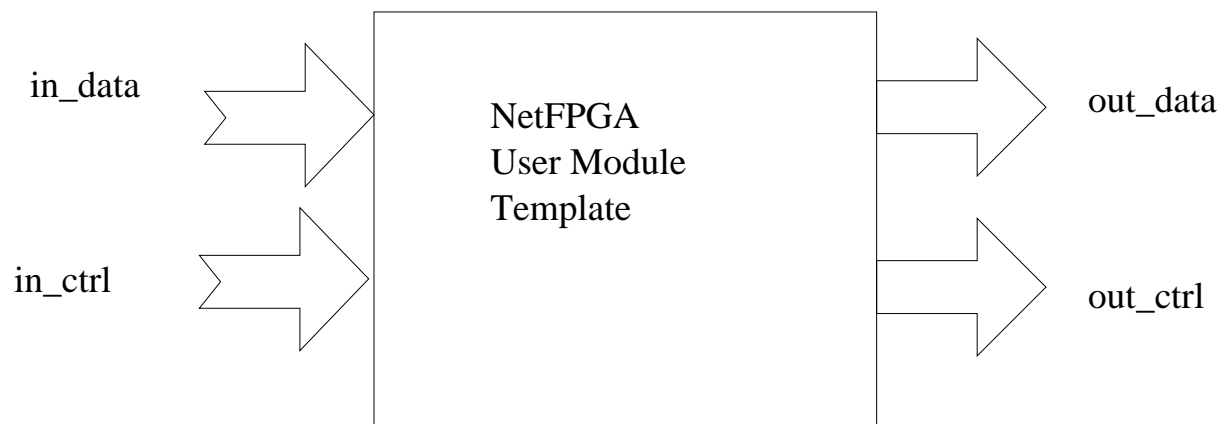 in_data
in_ctrl
NetFPGA
User Module
Template
out_data
out_ctrl